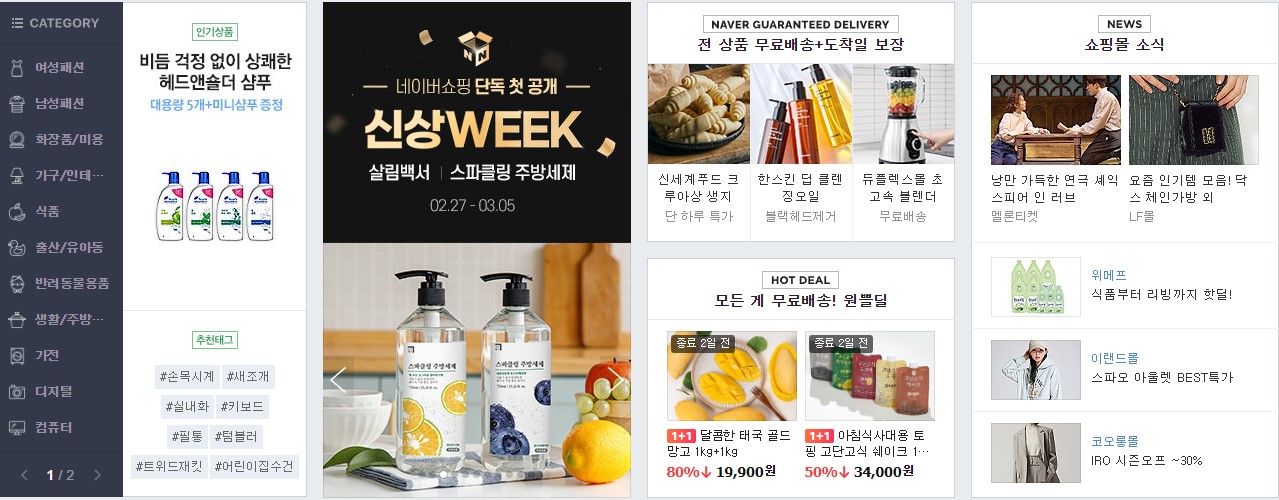 CATEGORY
여성패션
남성패션
화장품/미용
가구/인테···
식품
출산/유아동
반려동물용품
생활/주방···
가전
디지털
컴퓨터
1 / 2
인기상품
비듬 걱정 없이 상쾌한
헤드앤숄더 샴푸
대용량 5개+미니샴푸 증정
추천태그
#손목시계 #새조개
#실내화 #키보드
#필통 #텀블러
#트위드재킷 #어린이집수건
N N
네이버쇼핑 단독 첫 공개
신상WEEK
살림백서 | 스파클링 주방세제
02.27 - 03.05
스파클링 주방세제
스파클링 주방세제
NAVER GUARANTEED DELIVERY
전 상품 무료배송+도착일 보장
신세계푸드 크
루아상 생지
단 하루 특가
한스킨 딥 클렌
징오일
블랙헤드제거
듀플렉스몰 초
고속 블렌더
무료배송
HOT DEAL
모든 게 무료배송! 원쁠딜
종료 2일 전
1+1 달콤한 태국 골드
망고 1kg+1kg
80%↓ 19,900원
종료 2일 전
1+1 아침식사대용 토
핑 고단고식 쉐이크 1···
50%↓ 34,000원
NEWS
쇼핑몰 소식
낭만 가득한 연극 셰익
스피어 인 러브
멜론티켓
요즘 인기템 모음! 닥
스 체인가방 외
LF몰
위메프
식품부터 리빙까지 핫딜!
이랜드몰
스파오 아울렛 BEST특가
코오롱몰
IRO 시즌오프 ~30%